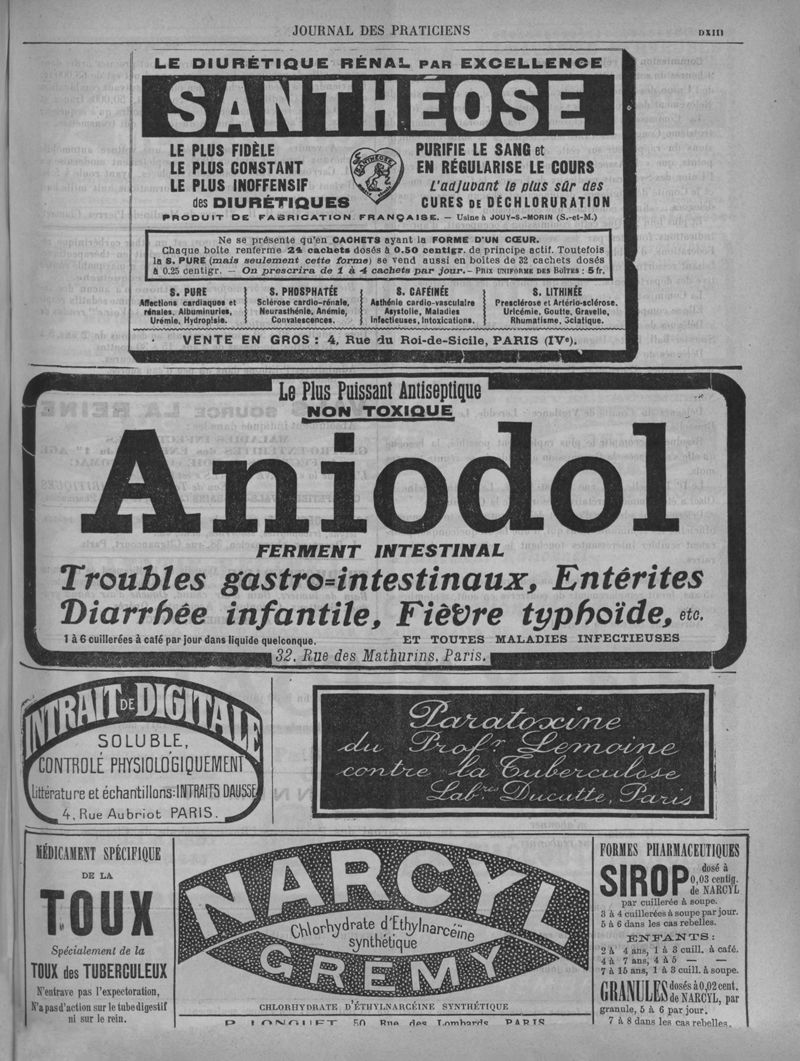 JOURNAL DES PRATICIENS
DXIII
LE DIURÉTIQUE RÉNAL PAR EXCELLENCE
SANTHÉOSE
LE PLUS FIDÈLE
LE PLUS CONSTANT
LE PLUS INOFFENSIF
des DIURÉTIQUES
SANTHÉOSE
PURIFIE LE SANG et
EN RÉGULARISE LE COURS
L'adjuvant le plus sûr des
CURES DE DÉCHLORURATION
PRODUIT DE FABRICATION FRANÇAISE. — Usine à JOUY-S.-MORIN (S.-et-M.)
Ne se présente qu'en CACHETS ayant la FORME D'UN CŒUR.
Chaque boîte renferme 24 cachets dosés à 0.50 centigr. de principe actif. Toutefois
la S. PURE (mais seulement cette forme) se vend aussi en boîtes de 32 cachets dosés
à 0.25 centigr. — On prescrira de 1 à 4 cachets par jour. — PRIX UNIFORME DES BOÎTES : 5 fr.
S. PURE
Affections cardiaques et
rénales, Albuminuries,
Urémie, Hydropisie.
S. PHOSPHATÉE
Sclérose cardio-rénale,
Neurasthénie, Anémie,
Convalescences.
S. CAFÉINÉE
Asthénie cardio-vasculaire
Asystolie, Maladies
Infectieuses, Intoxications.
S. LITHINÉE
Presclérose et Artério-sclérose.
Uricémie, Goutte, Gravelle,
Rhumatisme, Sciatique.
VENTE EN GROS : 4, Rue du Roi-de-Sicile, PARIS (IVe).
Le Plus Puissant Antiseptique
NON TOXIQUE
Aniodol
FERMENT INTESTINAL
Troubles gastro=intestinaux, Entérites
Diarrhée infantile, Fièvre typhoïde, etc.
1 à 6 cuillerées à café par jour dans liquide quelconque.
ET TOUTES MALADIES INFECTIEUSES
32, Rue des Mathurins, Paris.
INTRAIT DE DIGITALE
SOLUBLE,
CONTRÔLÉ PHYSIOLOGIQUEMENT
Littérature et échantillons: INTRAITS DAUSSE
4, Rue Aubriot PARIS.
Paratoxine
du Profr Lemoine
contre la Tuberculose
Labres Ducatte, Paris
MÉDICAMENT SPÉCIFIQUE
DE LA
TOUX
Spécialement de la
TOUX des TUBERCULEUX
N'entrave pas l'expectoration,
N'a pas d'action sur le tube digestif
ni sur le rein.
NARCYL
Chlorhydrate d'Ethylnarcéine
synthétique
GREMY
CHLORHYDRATE D'ÉTHYLNARCÉINE SYNTHÉTIQUE
P. LONGUET 50 Rue des Lombards PARIS
FORMES PHARMACEUTIQUES
SIROP dosé à
0,03 centig.
de NARCYL
par cuillerée à soupe.
3 à 4 cuillerées à soupe par jour.
5 à 6 dans les cas rebelles.
ENFANTS :
2 à 4 ans, 1 à 3 cuill. à café.
4 à 7 ans, 4 à 5 — —
7 à 15 ans, 1 à 3 cuill. à soupe.
GRANULES dosés à 0,02 cent.
de NARCYL, par
granule, 5 à 6 par jour.
7 à 8 dans les cas rebelles.